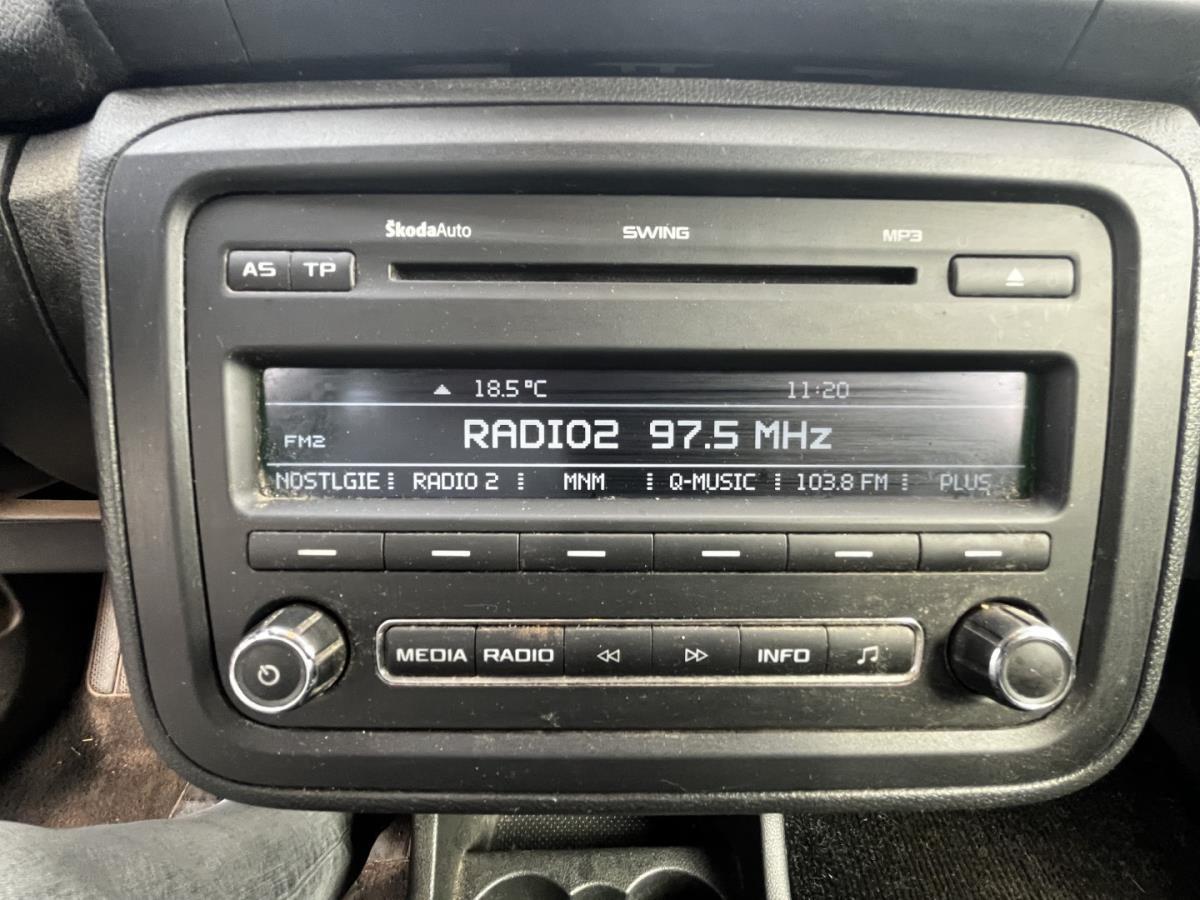 ŠkodaAuto SWING MP3
AS TP
18.5°C 11:20
FM2 RADIO2 97.5 MHz
NOSTLGIE RADIO 2 MNM Q-MUSIC 103.8 FM PLUS
MEDIA RADIO INFO